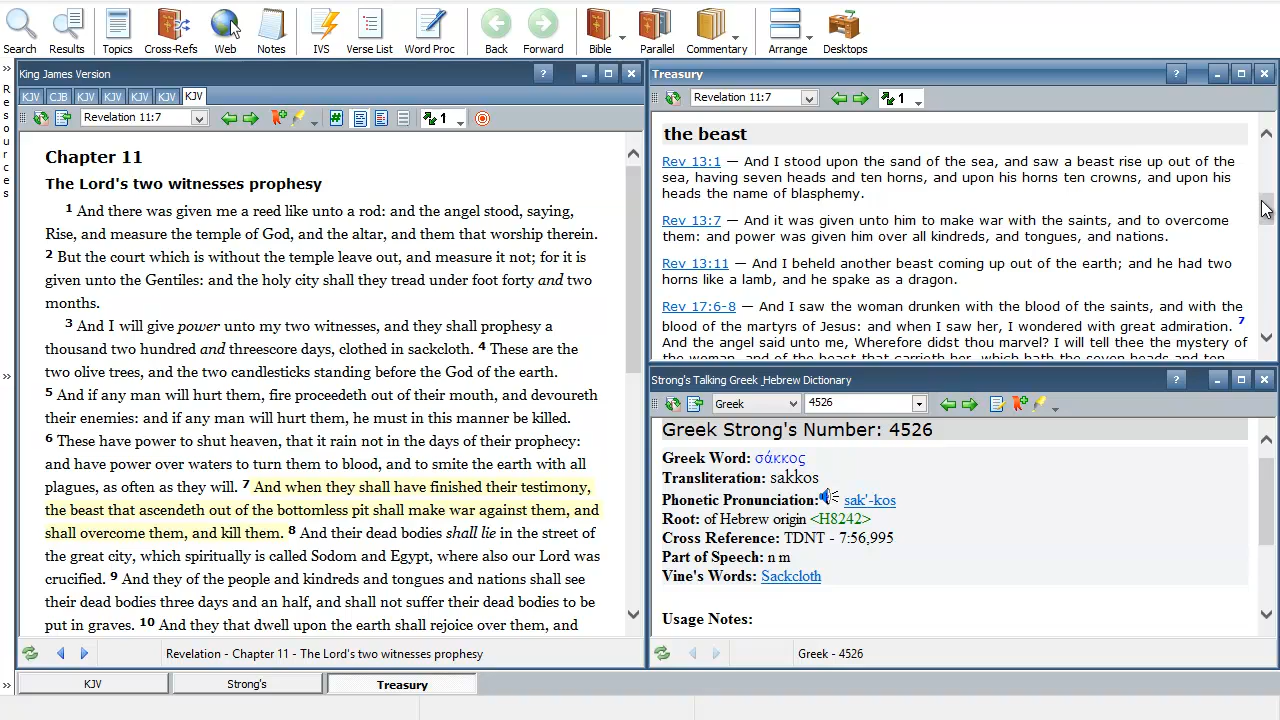 Search Results Topics Cross-Refs Web Notes IVS Verse List Word Proc Back Forward Bible Parallel Commentary Arrange Desktops
Resources
King James Version
KJV CJB KJV KJV KJV KJV KJV
Revelation 11:7
1
Chapter 11
The Lord's two witnesses prophesy
1 And there was given me a reed like unto a rod: and the angel stood, saying,
Rise, and measure the temple of God, and the altar, and them that worship therein.
2 But the court which is without the temple leave out, and measure it not; for it is
given unto the Gentiles: and the holy city shall they tread under foot forty and two
months.
3 And I will give power unto my two witnesses, and they shall prophesy a
thousand two hundred and threescore days, clothed in sackcloth. 4 These are the
two olive trees, and the two candlesticks standing before the God of the earth.
5 And if any man will hurt them, fire proceedeth out of their mouth, and devoureth
their enemies: and if any man will hurt them, he must in this manner be killed.
6 These have power to shut heaven, that it rain not in the days of their prophecy:
and have power over waters to turn them to blood, and to smite the earth with all
plagues, as often as they will. 7 And when they shall have finished their testimony,
the beast that ascendeth out of the bottomless pit shall make war against them, and
shall overcome them, and kill them. 8 And their dead bodies shall lie in the street of
the great city, which spiritually is called Sodom and Egypt, where also our Lord was
crucified. 9 And they of the people and kindreds and tongues and nations shall see
their dead bodies three days and an half, and shall not suffer their dead bodies to be
put in graves. 10 And they that dwell upon the earth shall rejoice over them, and
Revelation - Chapter 11 - The Lord's two witnesses prophesy
Treasury
Revelation 11:7
1
the beast
Rev 13:1 — And I stood upon the sand of the sea, and saw a beast rise up out of the
sea, having seven heads and ten horns, and upon his horns ten crowns, and upon his
heads the name of blasphemy.
Rev 13:7 — And it was given unto him to make war with the saints, and to overcome
them: and power was given him over all kindreds, and tongues, and nations.
Rev 13:11 — And I beheld another beast coming up out of the earth; and he had two
horns like a lamb, and he spake as a dragon.
Rev 17:6-8 — And I saw the woman drunken with the blood of the saints, and with the
blood of the martyrs of Jesus: and when I saw her, I wondered with great admiration. 7
And the angel said unto me, Wherefore didst thou marvel? I will tell thee the mystery of
the woman, and of the beast that carrieth her, which hath the seven heads and ten
Strong's Talking Greek ,Hebrew Dictionary
Greek 4526
Greek Strong's Number: 4526
Greek Word: σάκκος
Transliteration: sakkos
Phonetic Pronunciation: sak'-kos
Root: of Hebrew origin <H8242>
Cross Reference: TDNT - 7:56,995
Part of Speech: n m
Vine's Words: Sackcloth
Usage Notes:
Greek - 4526
KJV Strong's Treasury